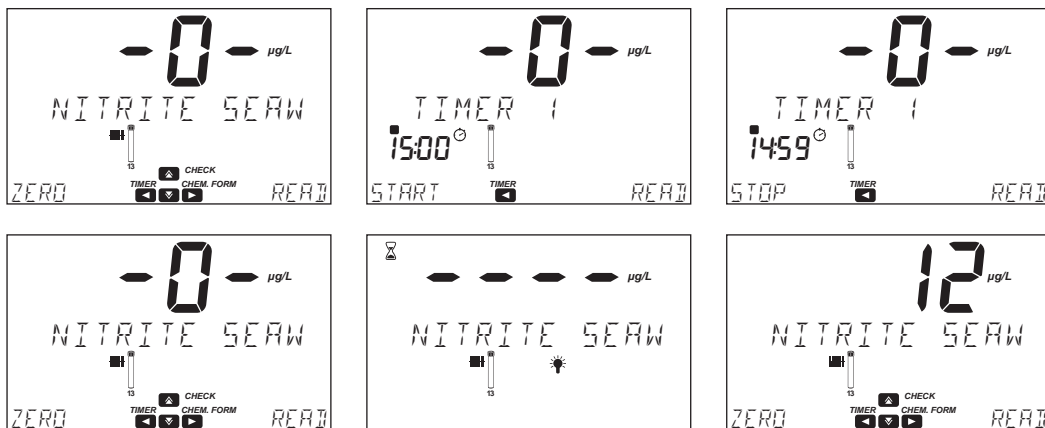 -0- µg/L
NITRITE SEAW
13
CHECK
TIMER CHEM. FORM
ZERO READ
-0- µg/L
TIMER 1
15:00
13
TIMER
START READ
-0- µg/L
TIMER 1
14:59
13
TIMER
STOP READ
-0- µg/L
NITRITE SEAW
13
CHECK
TIMER CHEM. FORM
ZERO READ
---- µg/L
NITRITE SEAW
13
12 µg/L
NITRITE SEAW
13
CHECK
TIMER CHEM. FORM
ZERO READ